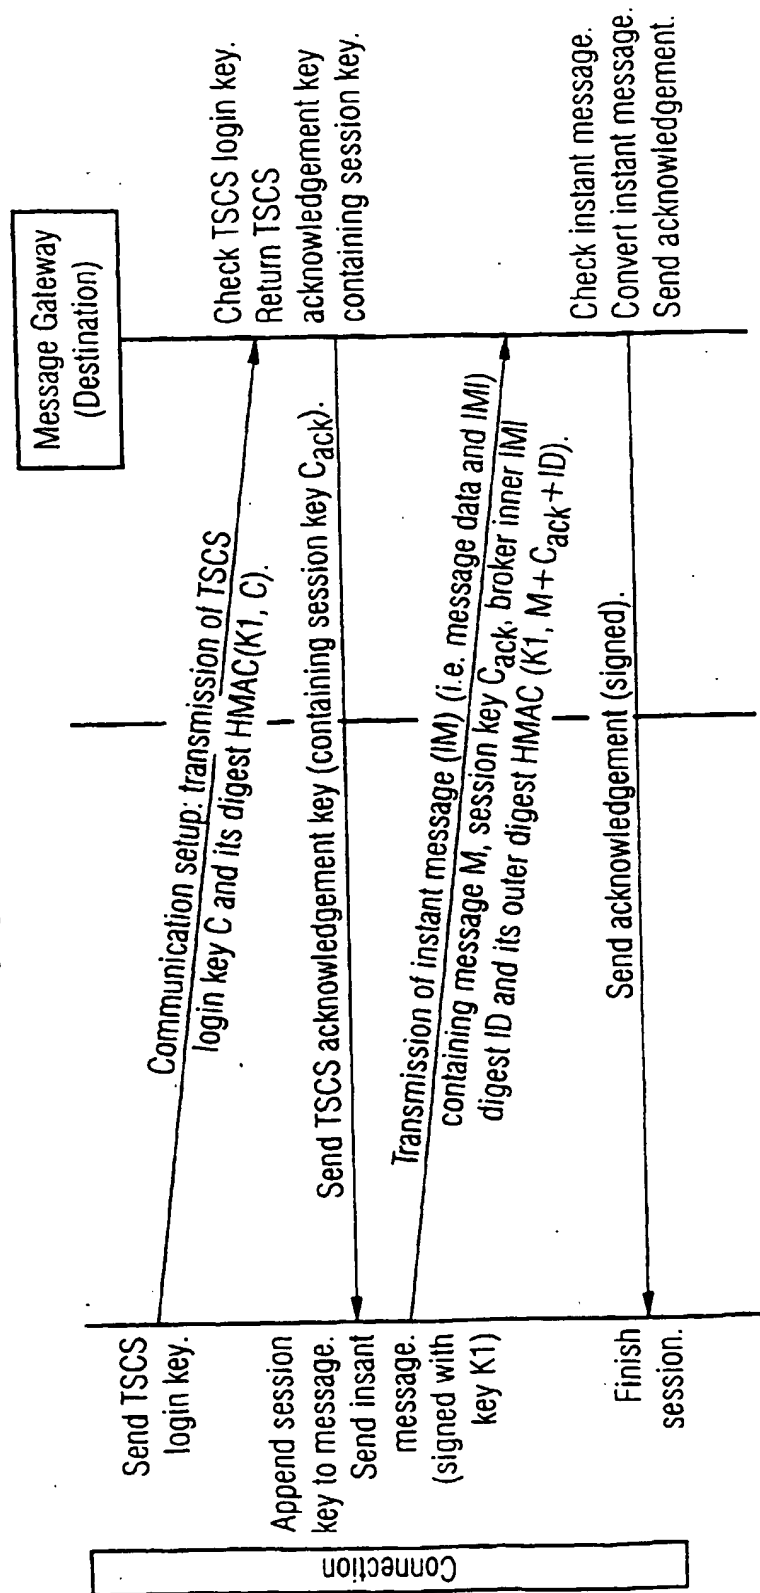 Message Gateway
(Destination)
Send TSCS
login key.
Communication setup: transmission of TSCS
login key C and its digest HMAC(K1, C).
Check TSCS login key.
Return TSCS
acknowledgement key
containing session key.
Send TSCS acknowledgement key (containing session key Cack).
Append session
key to message.
Send insant
message.
(signed with
key K1)
Transmission of instant message (IM) (i.e. message data and IMI)
containing message M, session key Cack, broker inner IMI
digest ID and its outer digest HMAC (K1, M+Cack+ID).
Check instant message.
Convert instant message.
Send acknowledgement.
Send acknowledgement (signed).
Finish
session.
Connection